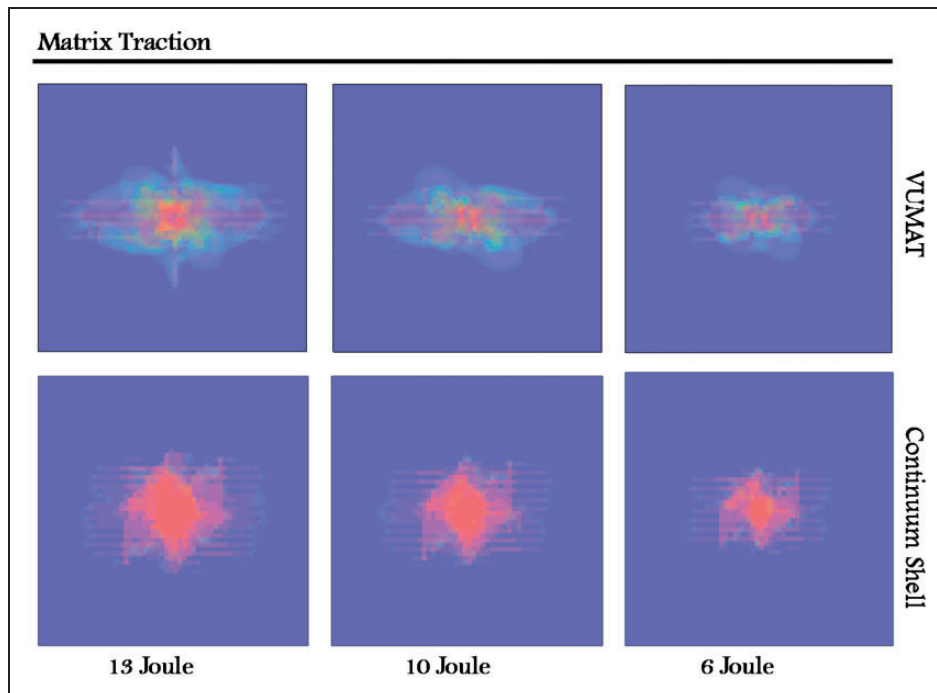 Matrix Traction
VUMAT
Continuum Shell
13 Joule
10 Joule
6 Joule